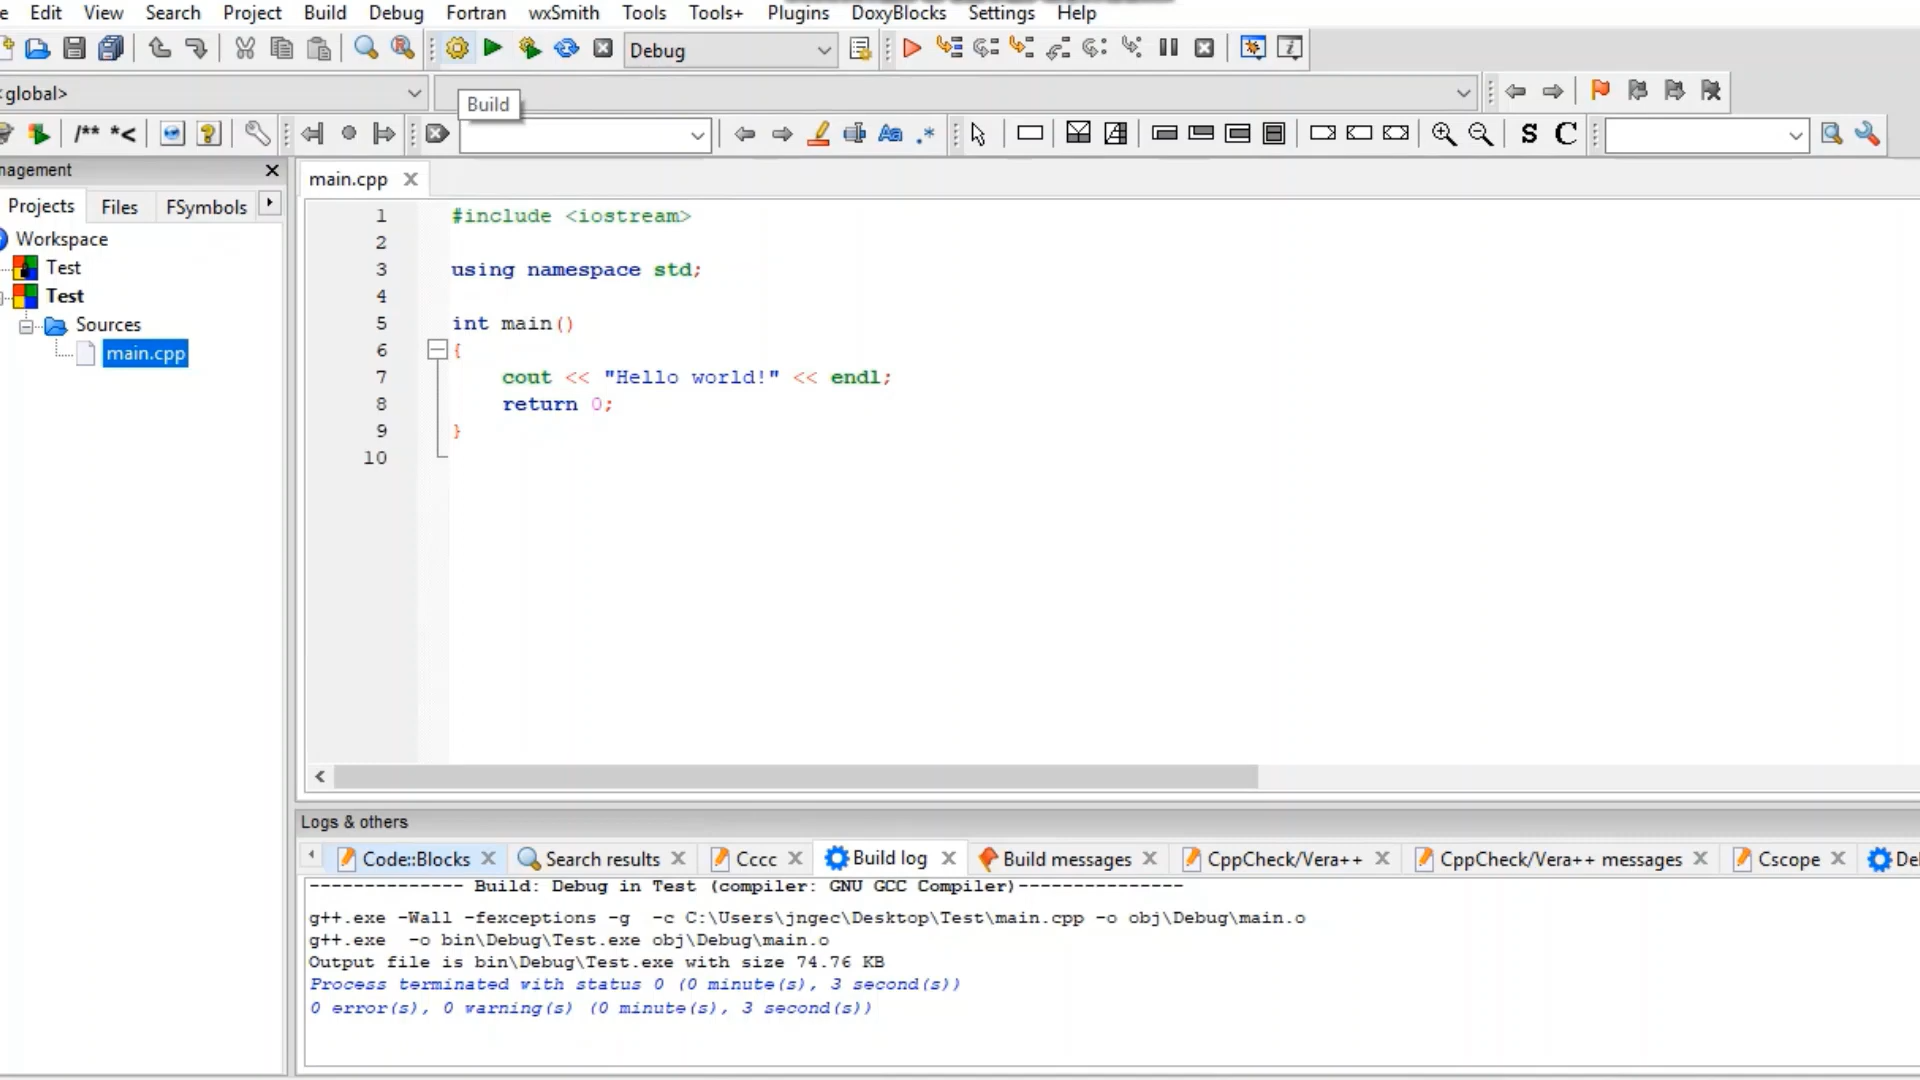 Edit View Search Project Build Debug Fortran wxSmith Tools Tools+ Plugins DoxyBlocks Settings Help
Debug
<global>
Build
/** *<
Aa .*
S C
nagement
main.cpp
Projects Files FSymbols
Workspace
Test
Test
Sources
main.cpp
1 #include <iostream>
2
3 using namespace std;
4
5 int main()
6 {
7 cout << "Hello world!" << endl;
8 return 0;
9 }
10
Logs & others
Code::Blocks Search results Cccc Build log Build messages CppCheck/Vera++ CppCheck/Vera++ messages Cscope De
-------------- Build: Debug in Test (compiler: GNU GCC Compiler)---------------
g++.exe -Wall -fexceptions -g -c C:\Users\jngec\Desktop\Test\main.cpp -o obj\Debug\main.o
g++.exe -o bin\Debug\Test.exe obj\Debug\main.o
Output file is bin\Debug\Test.exe with size 74.76 KB
Process terminated with status 0 (0 minute(s), 3 second(s))
0 error(s), 0 warning(s) (0 minute(s), 3 second(s))